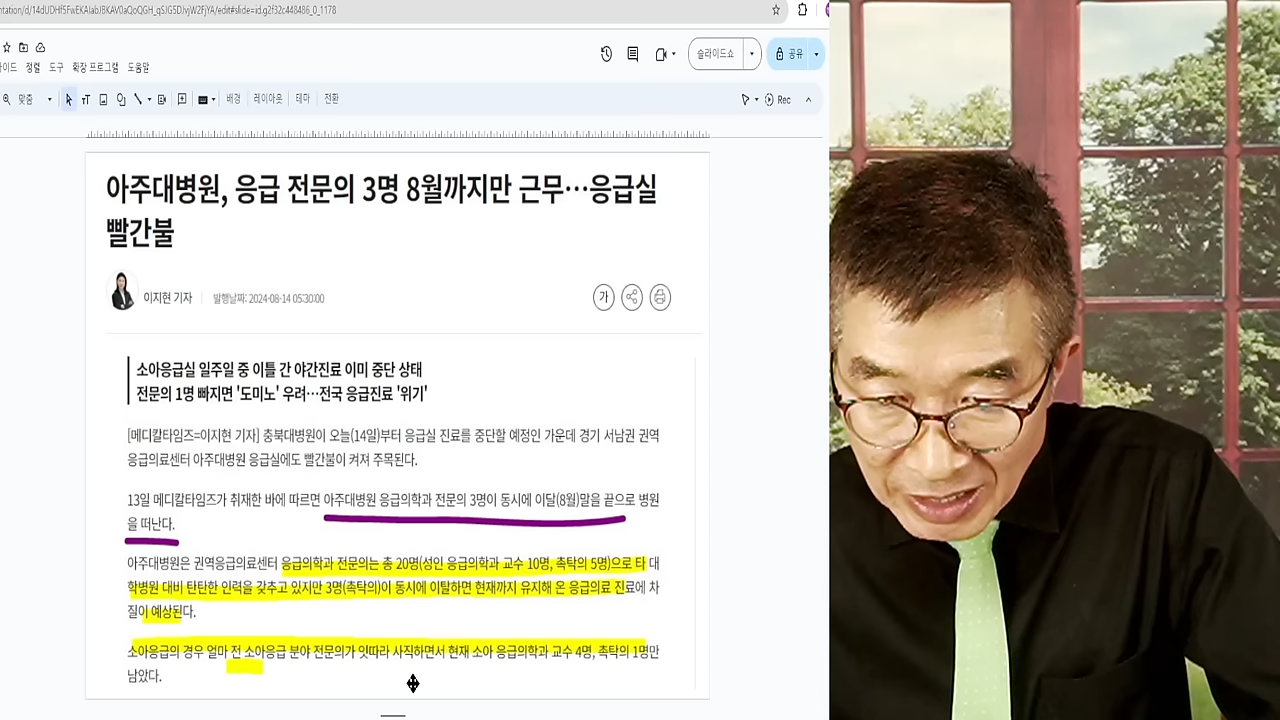 ntation/d/14dUDHf5FwEKAIabJBKAV0aQoQGH_qSJG5DJvjW2FjYA/edit#slide=id.g2f32c448486_0_1178
이드 정렬 도구 확장 프로그램 도움말
슬라이드쇼
공유
맞춤
배경 레이아웃 테마 전환
Rec
아주대병원, 응급 전문의 3명 8월까지만 근무…응급실
빨간불
이지현 기자 발행날짜: 2024-08-14 05:30:00
가
소아응급실 일주일 중 이틀 간 야간진료 이미 중단 상태
전문의 1명 빠지면 '도미노' 우려…전국 응급진료 '위기'
[메디칼타임즈=이지현 기자] 충북대병원이 오늘(14일)부터 응급실 진료를 중단할 예정인 가운데 경기 서남권 권역
응급의료센터 아주대병원 응급실에도 빨간불이 켜져 주목된다.
13일 메디칼타임즈가 취재한 바에 따르면 아주대병원 응급의학과 전문의 3명이 동시에 이달(8월)말을 끝으로 병원
을 떠난다.
아주대병원은 권역응급의료센터 응급의학과 전문의는 총 20명(성인 응급의학과 교수 10명, 촉탁의 5명)으로 타 대
학병원 대비 탄탄한 인력을 갖추고 있지만 3명(촉탁의)이 동시에 이탈하면 현재까지 유지해 온 응급의료 진료에 차
질이 예상된다.
소아응급의 경우 얼마 전 소아응급 분야 전문의가 잇따라 사직하면서 현재 소아 응급의학과 교수 4명, 촉탁의 1명만
남았다.